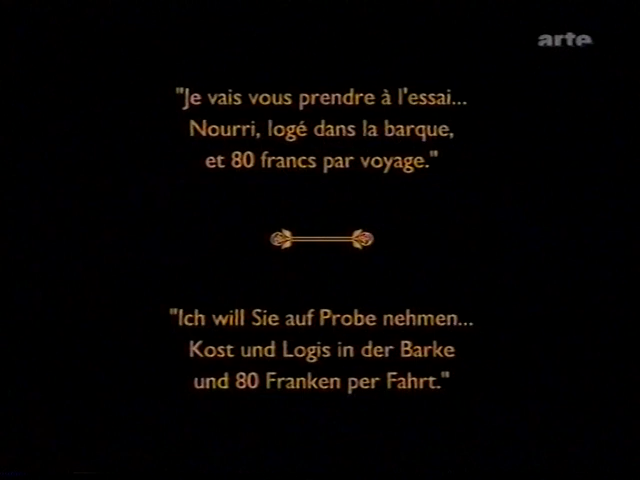 arte
"Je vais vous prendre à l'essai...
Nourri, logé dans la barque,
et 80 francs par voyage."
"Ich will Sie auf Probe nehmen...
Kost und Logis in der Barke
und 80 Franken per Fahrt."